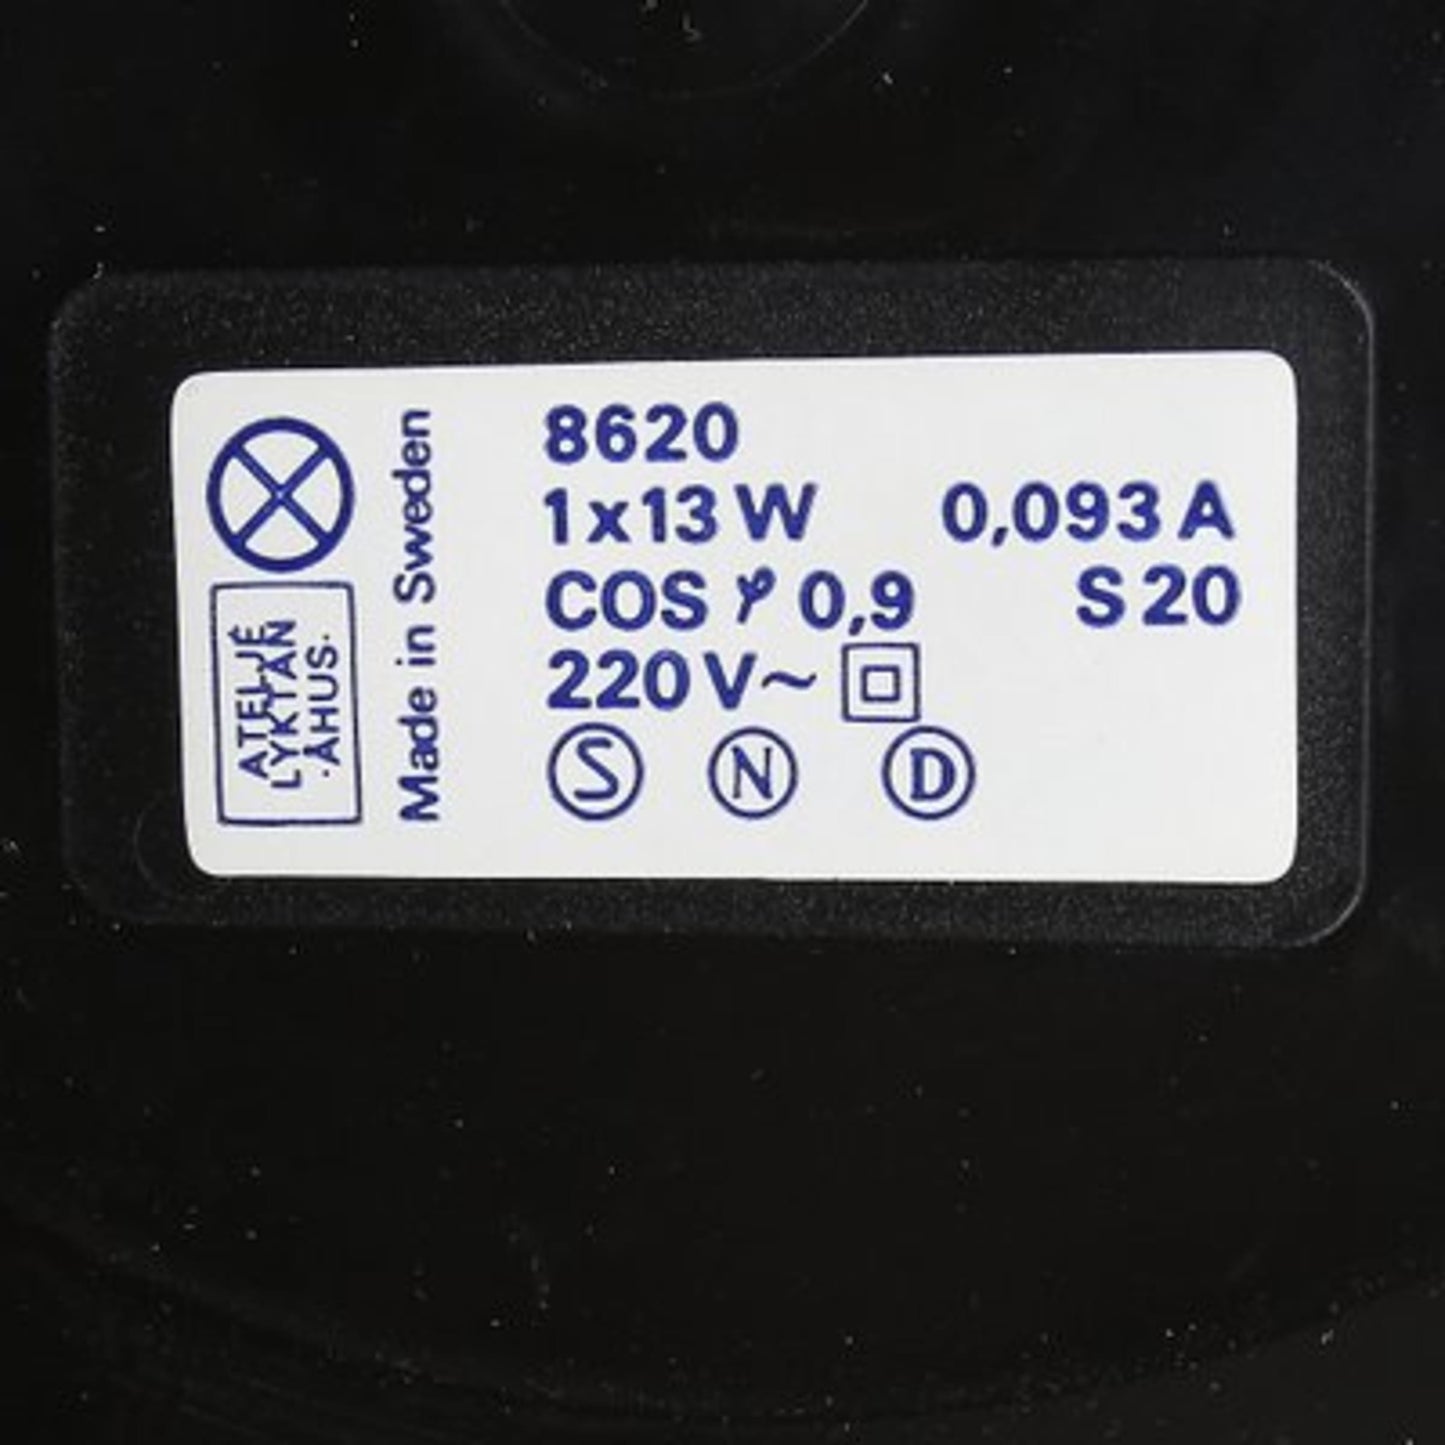 ATELJÉ
LYKTAN
·ÅHUS·
Made in Sweden
8620
1x13 W 0,093 A
COS φ 0,9 S 20
220 V~
S N D